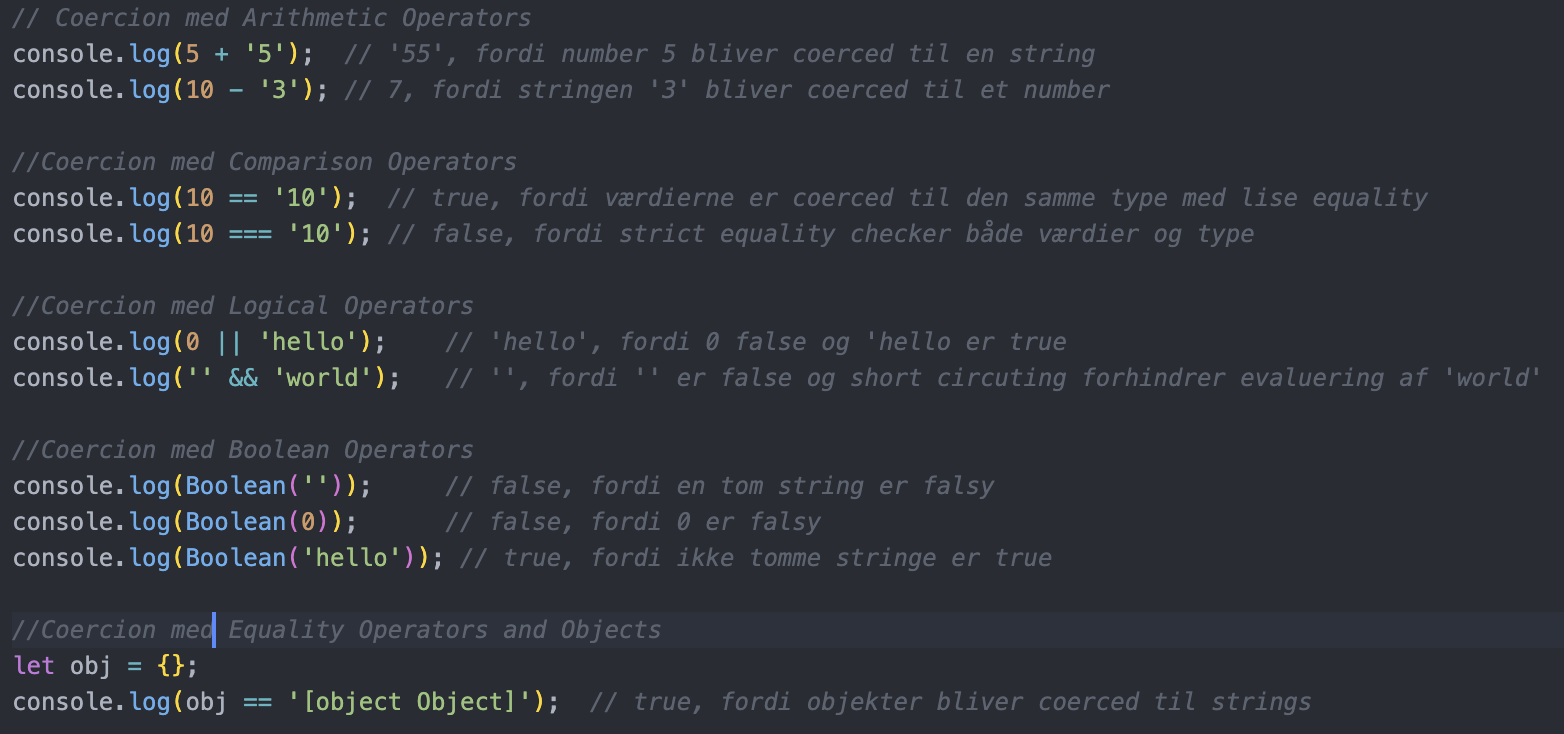 // Coercion med Arithmetic Operators
console.log(5 + '5');  // '55', fordi number 5 bliver coerced til en string
console.log(10 - '3'); // 7, fordi stringen '3' bliver coerced til et number
//Coercion med Comparison Operators
console.log(10 == '10');  // true, fordi værdierne er coerced til den samme type med lise equality
console.log(10 === '10'); // false, fordi strict equality checker både værdier og type
//Coercion med Logical Operators
console.log(0 || 'hello');    // 'hello', fordi 0 false og 'hello er true
console.log('' && 'world');   // '', fordi '' er false og short circuting forhindrer evaluering af 'world'
//Coercion med Boolean Operators
console.log(Boolean(''));     // false, fordi en tom string er falsy
console.log(Boolean(0));      // false, fordi 0 er falsy
console.log(Boolean('hello')); // true, fordi ikke tomme stringe er true
//Coercion med Equality Operators and Objects
let obj = {};
console.log(obj == '[object Object]');  // true, fordi objekter bliver coerced til strings